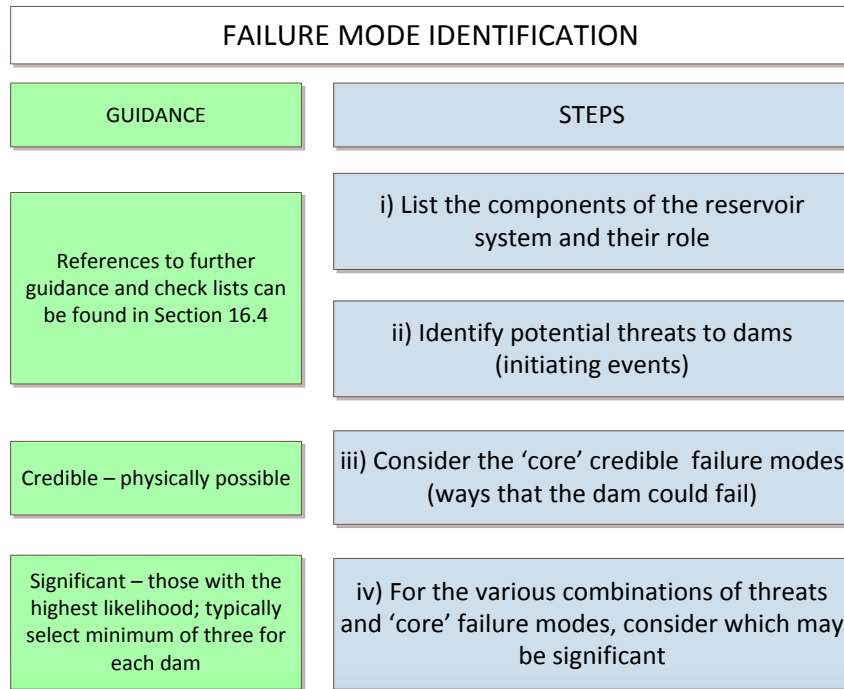 FAILURE MODE IDENTIFICATION
GUIDANCE
STEPS
References to further
guidance and check lists can
be found in Section 16.4
i) List the components of the reservoir
system and their role
ii) Identify potential threats to dams
(initiating events)
Credible – physically possible
iii) Consider the ‘core’ credible failure modes
(ways that the dam could fail)
Significant – those with the
highest likelihood; typically
select minimum of three for
each dam
iv) For the various combinations of threats
and ‘core’ failure modes, consider which may
be significant